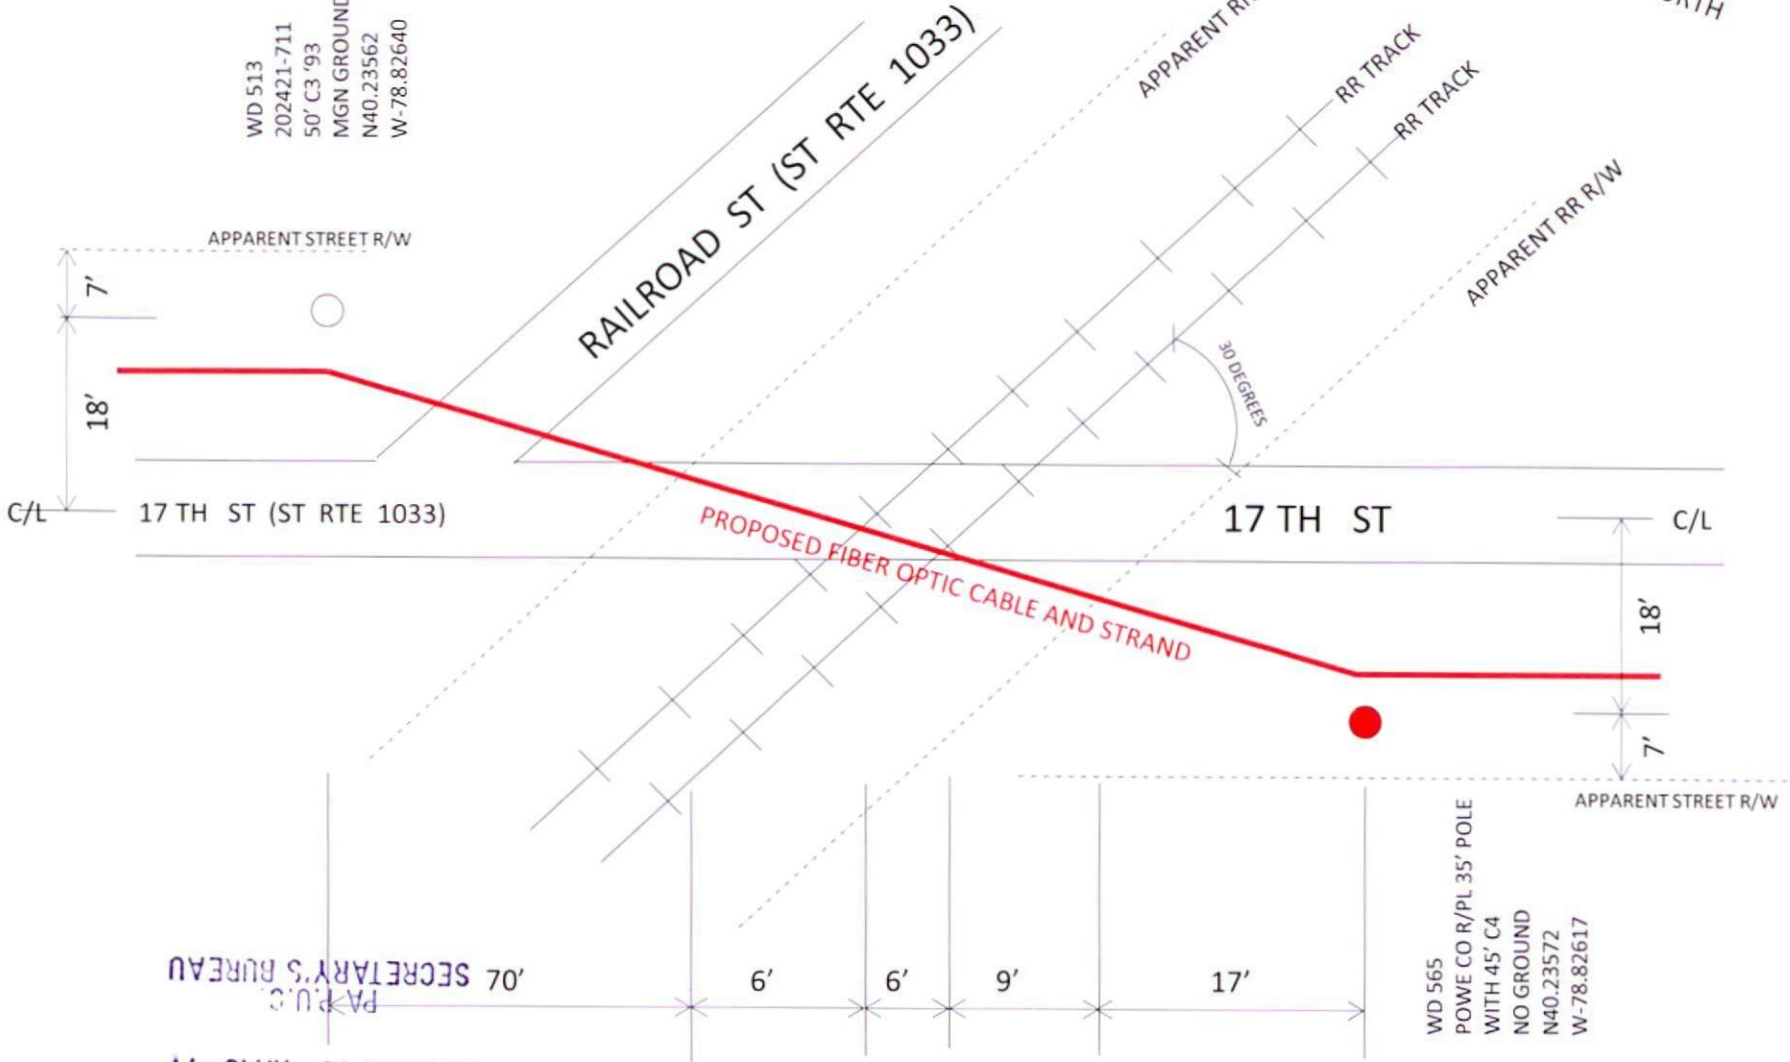 WD 513
202421-711
50' C3 '93
MGN GROUND
N40.23562
W-78.82640
RAILROAD ST (ST RTE 1033)
APPARENT
RR TRACK
RR TRACK
APPARENT RR R/W
APPARENT STREET R/W
7'
18'
30 DEGREES
C/L
17 TH ST (ST RTE 1033)
17 TH ST
C/L
PROPOSED FIBER OPTIC CABLE AND STRAND
18'
7'
APPARENT STREET R/W
WD 565
POWE CO R/PL 35' POLE
WITH 45' C4
NO GROUND
N40.23572
W-78.82617
70'
6'
6'
9'
17'
PA P.U.C.
SECRETARY'S BUREAU